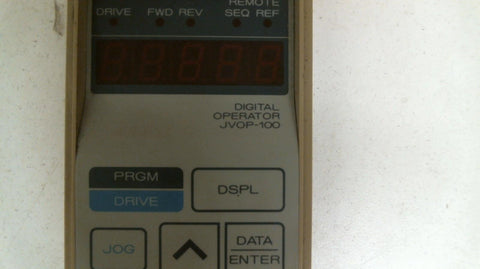 REMOTE
DRIVE FWD REV SEQ REF
DIGITAL
OPERATOR
JVOP-100
PRGM
DRIVE
DSPL
JOG
DATA
ENTER